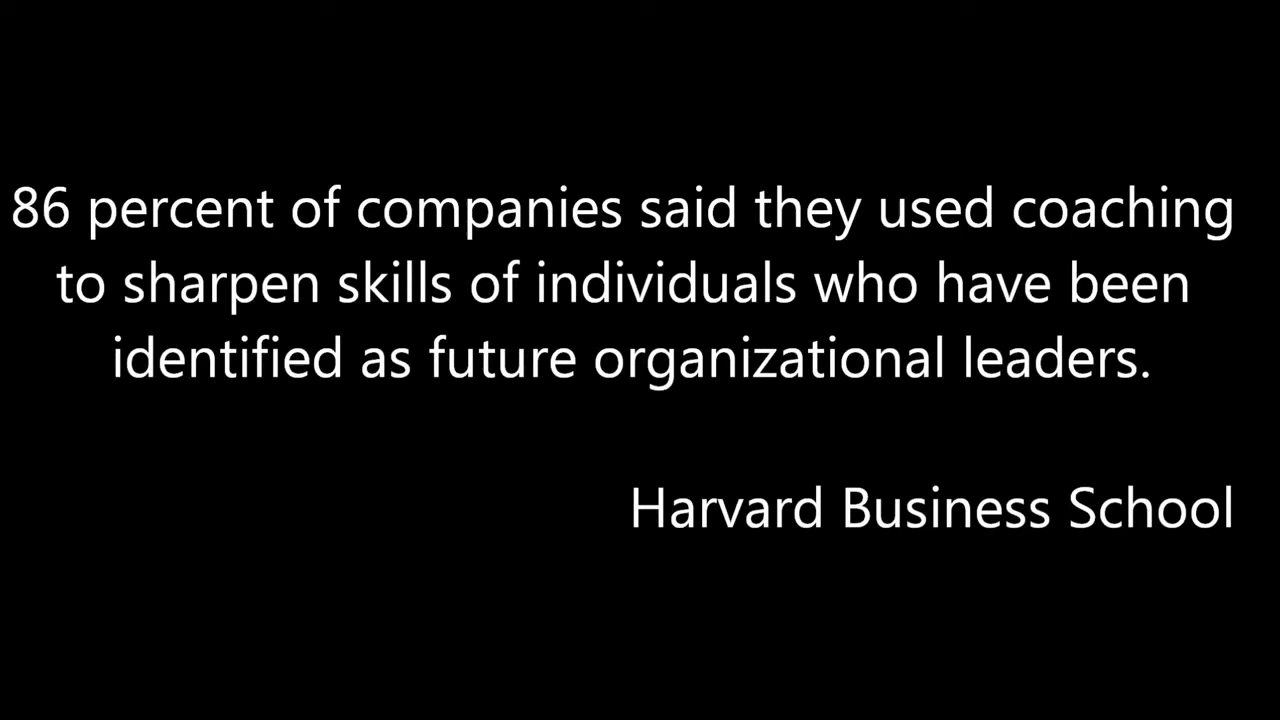 86 percent of companies said they used coaching
to sharpen skills of individuals who have been
identified as future organizational leaders.
Harvard Business School